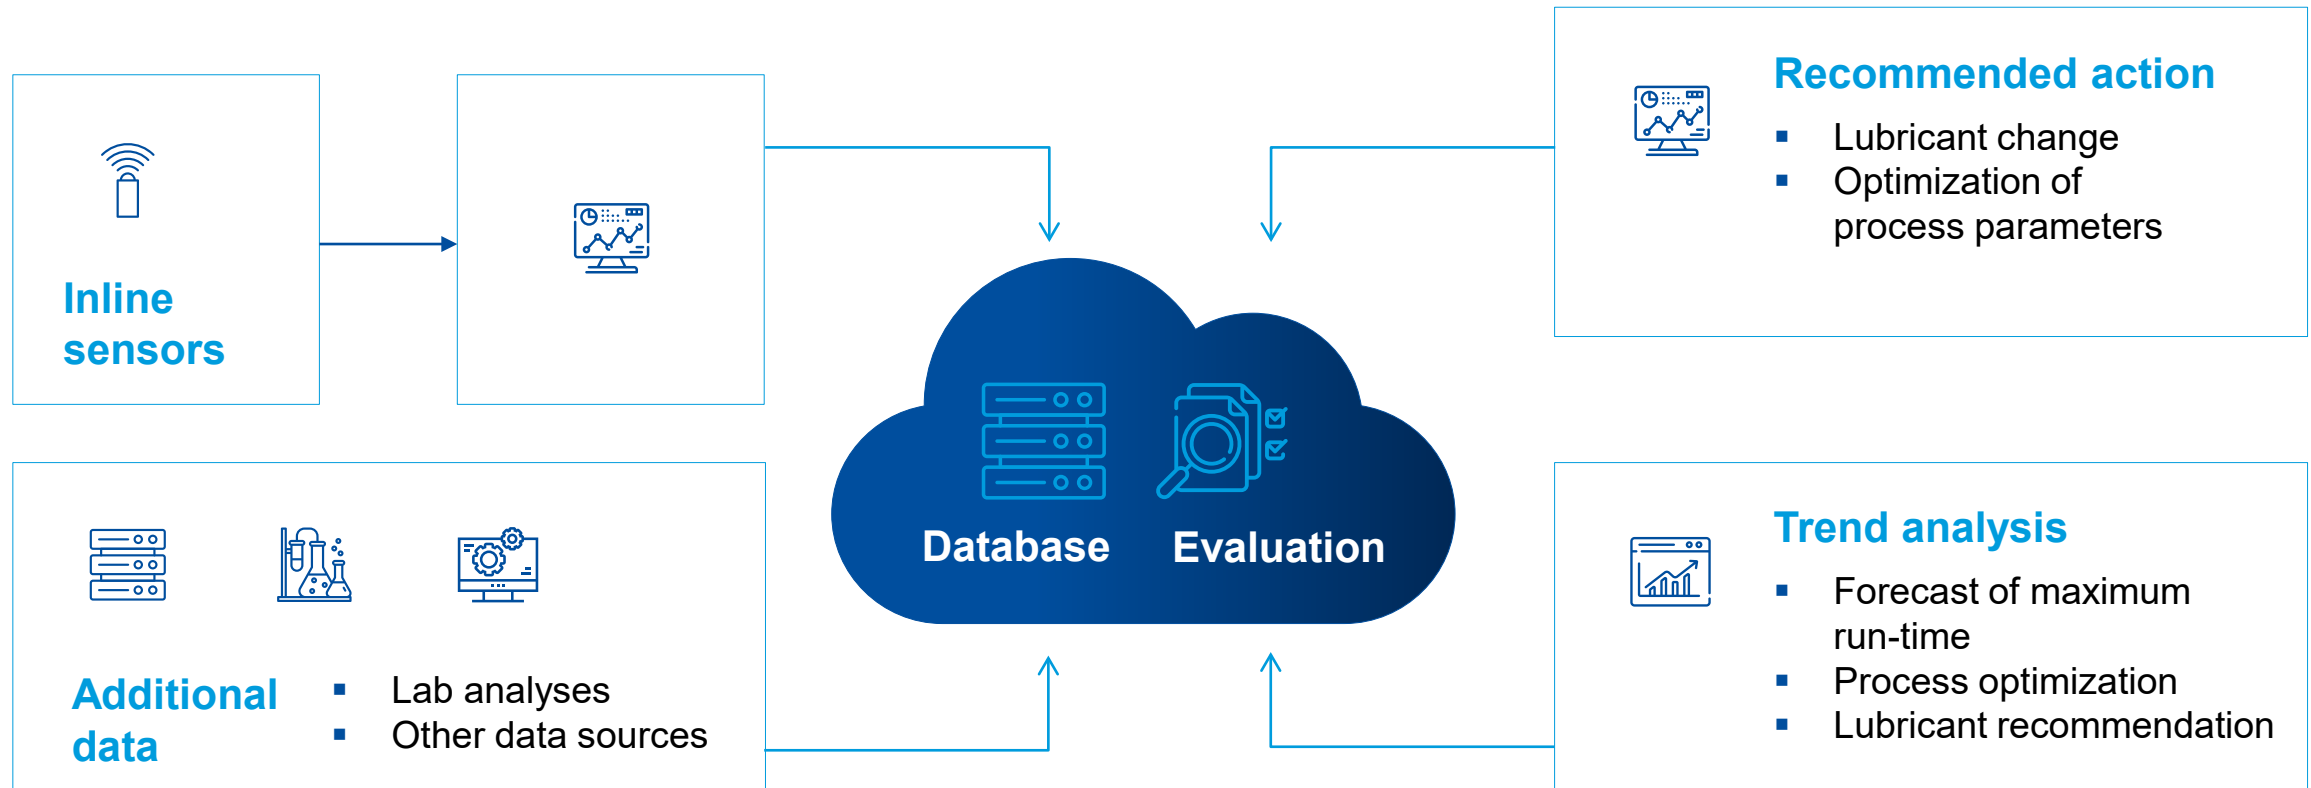 Inline
sensors
Additional
data
Lab analyses
Other data sources
Database
Evaluation
Recommended action
Lubricant change
Optimization of
process parameters
Trend analysis
Forecast of maximum
run-time
Process optimization
Lubricant recommendation